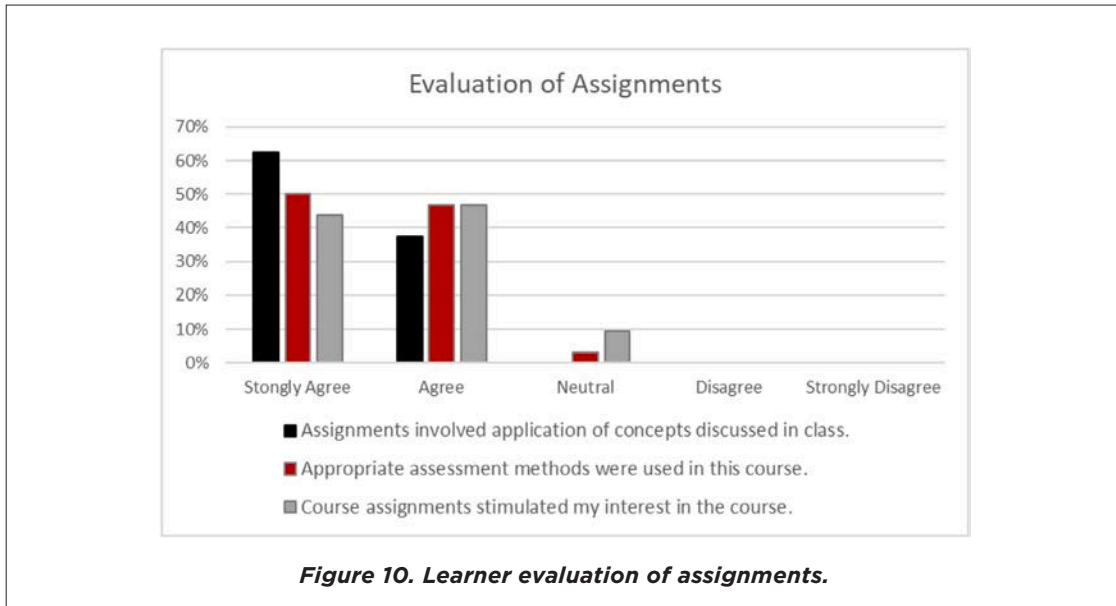 Evaluation of Assignments
70%
60%
50%
40%
30%
20%
10%
0%
Stongly Agree Agree Neutral Disagree Strongly Disagree
Assignments involved application of concepts discussed in class.
Appropriate assessment methods were used in this course.
Course assignments stimulated my interest in the course.
Figure 10. Learner evaluation of assignments.